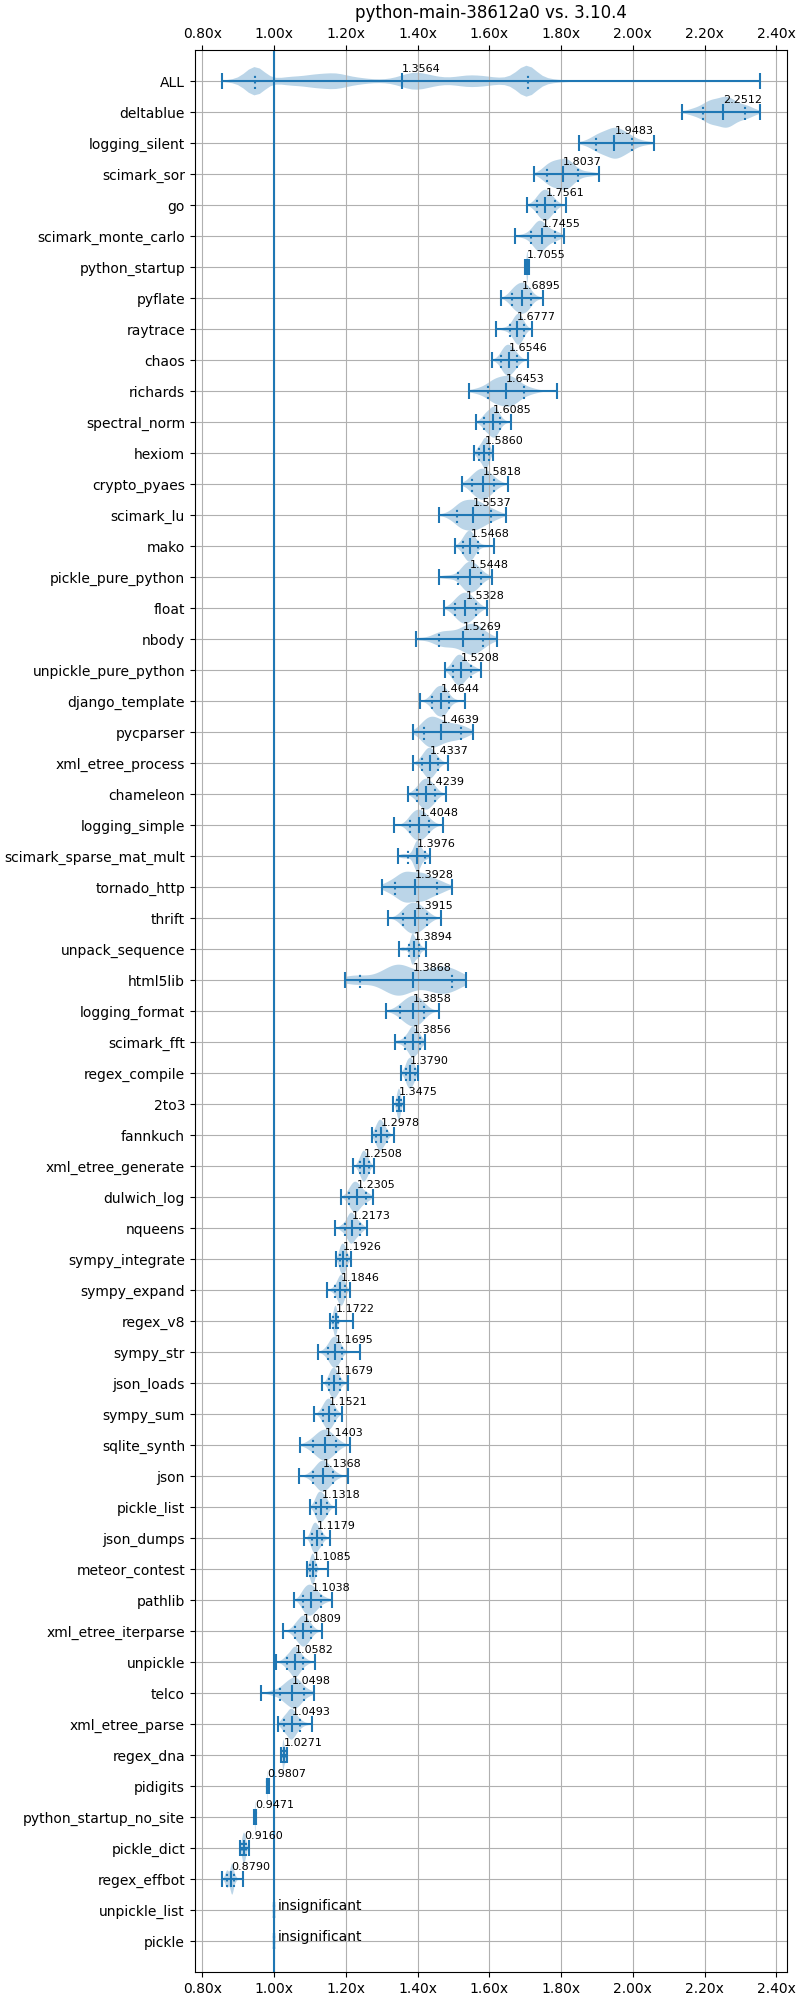 python-main-38612a0 vs. 3.10.4
0.80x 1.00x 1.20x 1.40x 1.60x 1.80x 2.00x 2.20x 2.40x
ALL 1.3564
deltablue 2.2512
logging_silent 1.9483
scimark_sor 1.8037
go 1.7561
scimark_monte_carlo 1.7455
python_startup 1.7055
pyflate 1.6895
raytrace 1.6777
chaos 1.6546
richards 1.6453
spectral_norm 1.6085
hexiom 1.5860
crypto_pyaes 1.5818
scimark_lu 1.5537
mako 1.5468
pickle_pure_python 1.5448
float 1.5328
nbody 1.5269
unpickle_pure_python 1.5208
django_template 1.4644
pycparser 1.4639
xml_etree_process 1.4337
chameleon 1.4239
logging_simple 1.4048
scimark_sparse_mat_mult 1.3976
tornado_http 1.3928
thrift 1.3915
unpack_sequence 1.3894
html5lib 1.3868
logging_format 1.3858
scimark_fft 1.3856
regex_compile 1.3790
2to3 1.3475
fannkuch 1.2978
xml_etree_generate 1.2508
dulwich_log 1.2305
nqueens 1.2173
sympy_integrate 1.1926
sympy_expand 1.1846
regex_v8 1.1722
sympy_str 1.1695
json_loads 1.1679
sympy_sum 1.1521
sqlite_synth 1.1403
json 1.1368
pickle_list 1.1318
json_dumps 1.1179
meteor_contest 1.1085
pathlib 1.1038
xml_etree_iterparse 1.0809
unpickle 1.0582
telco 1.0498
xml_etree_parse 1.0493
regex_dna 1.0271
pidigits 0.9807
python_startup_no_site 0.9471
pickle_dict 0.9160
regex_effbot 0.8790
unpickle_list insignificant
pickle insignificant
0.80x 1.00x 1.20x 1.40x 1.60x 1.80x 2.00x 2.20x 2.40x